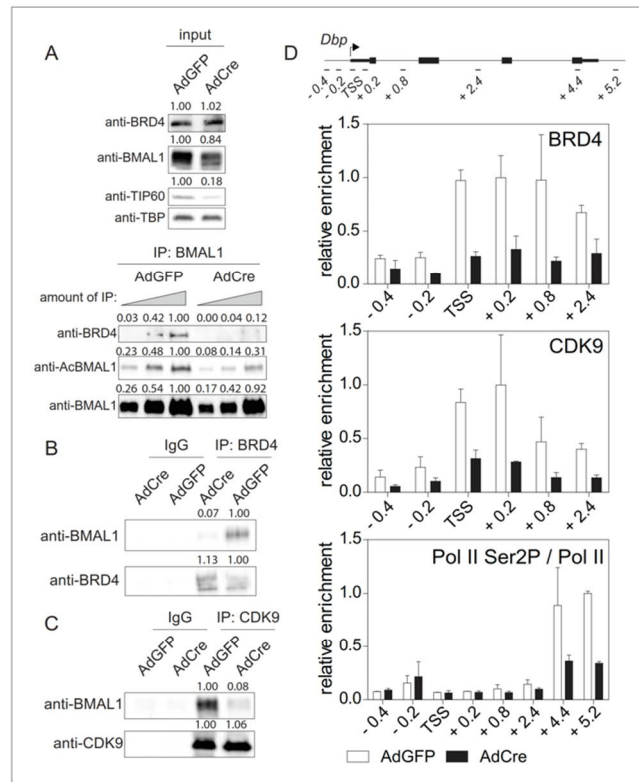 A
input
AdGFP AdCre
1.00 1.02
anti-BRD4
1.00 0.84
anti-BMAL1
1.00 0.18
anti-TIP60
anti-TBP
IP: BMAL1
AdGFP AdCre
amount of IP:
0.03 0.42 1.00 0.00 0.04 0.12
anti-BRD4
0.23 0.48 1.00 0.08 0.14 0.31
anti-AcBMAL1
0.26 0.54 1.00 0.17 0.42 0.92
anti-BMAL1
B
IgG IP: BRD4
AdCre AdGFP AdCre AdGFP
0.07 1.00
anti-BMAL1
1.13 1.00
anti-BRD4
C
IgG IP: CDK9
AdGFP AdCre AdGFP AdCre
1.00 0.08
anti-BMAL1
1.00 1.06
anti-CDK9
D
Dbp
- 0.4 -0.2 TSS + 0.2 + 0.8 + 2.4 + 4.4 + 5.2
BRD4
relative enrichment
1.5
1.0
0.5
0.0
- 0.4 - 0.2 TSS + 0.2 + 0.8 + 2.4
CDK9
relative enrichment
1.5
1.0
0.5
0.0
- 0.4 - 0.2 TSS + 0.2 + 0.8 + 2.4
Pol II Ser2P / Pol II
relative enrichment
1.5
1.0
0.5
0.0
- 0.4 - 0.2 TSS + 0.2 + 0.8 + 2.4 + 4.4 + 5.2
AdGFP AdCre